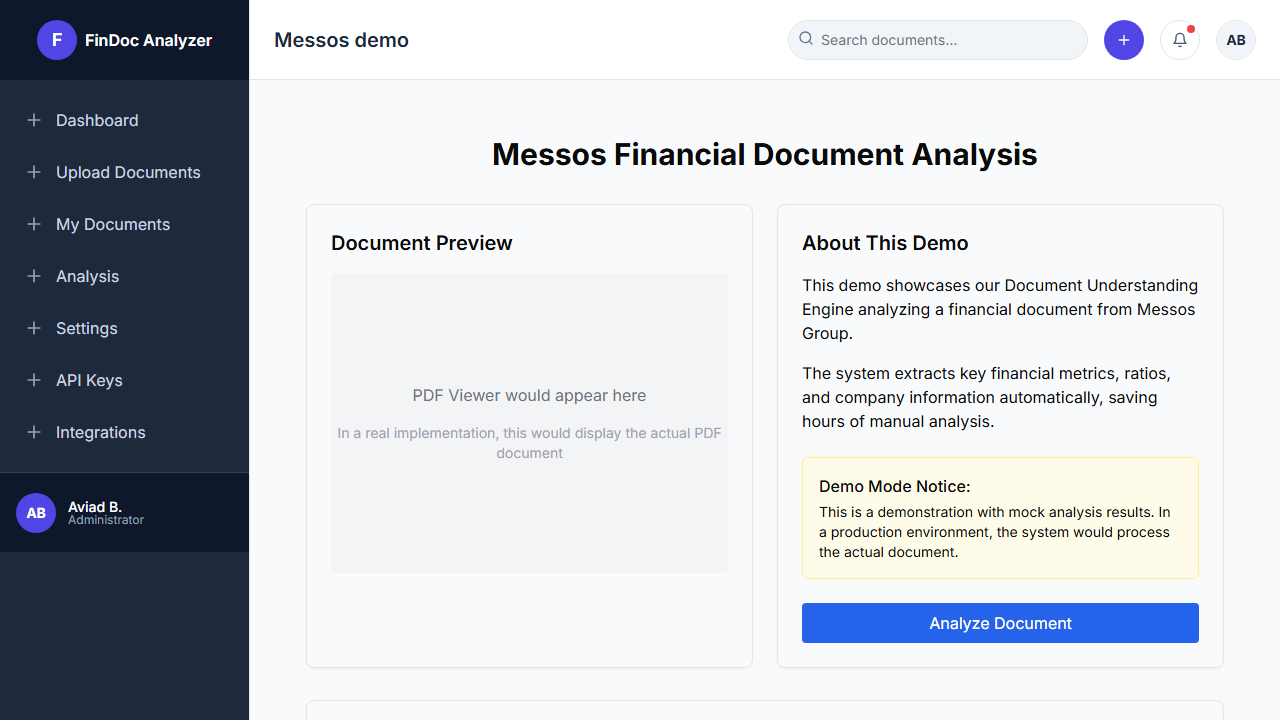 F
FinDoc Analyzer
Dashboard
Upload Documents
My Documents
Analysis
Settings
API Keys
Integrations
AB
Aviad B.
Administrator
Messos demo
Search documents...
AB
Messos Financial Document Analysis
Document Preview
PDF Viewer would appear here
In a real implementation, this would display the actual PDF
document
About This Demo
This demo showcases our Document Understanding
Engine analyzing a financial document from Messos
Group.
The system extracts key financial metrics, ratios,
and company information automatically, saving
hours of manual analysis.
Demo Mode Notice:
This is a demonstration with mock analysis results. In
a production environment, the system would process
the actual document.
Analyze Document